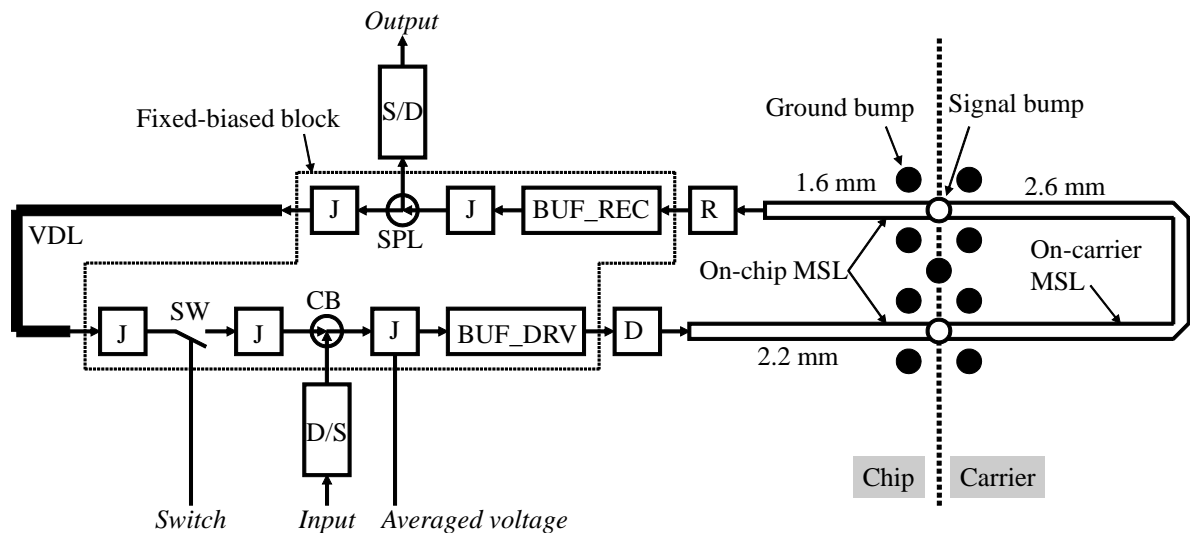 Output
S/D
Fixed-biased block
Ground bump
Signal bump
J
SPL
J
BUF_REC
R
1.6 mm
2.6 mm
VDL
On-chip MSL
On-carrier
MSL
J
SW
J
CB
J
BUF_DRV
D
2.2 mm
D/S
Chip
Carrier
Switch
Input
Averaged voltage